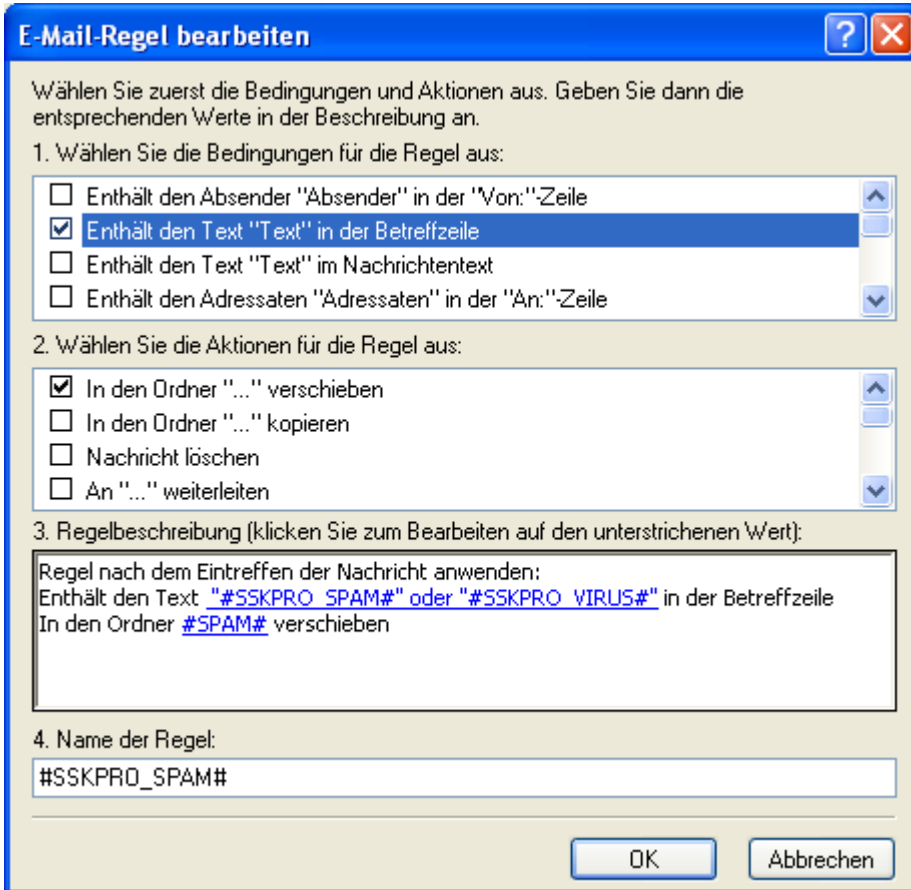 E-Mail-Regel bearbeiten
Wählen Sie zuerst die Bedingungen und Aktionen aus. Geben Sie dann die
entsprechenden Werte in der Beschreibung an.
1. Wählen Sie die Bedingungen für die Regel aus:
Enthält den Absender "Absender" in der "Von:"-Zeile
Enthält den Text "Text" in der Betreffzeile
Enthält den Text "Text" im Nachrichtentext
Enthält den Adressaten "Adressaten" in der "An:"-Zeile
2. Wählen Sie die Aktionen für die Regel aus:
In den Ordner "..." verschieben
In den Ordner "..." kopieren
Nachricht löschen
An "..." weiterleiten
3. Regelbeschreibung (klicken Sie zum Bearbeiten auf den unterstrichenen Wert):
Regel nach dem Eintreffen der Nachricht anwenden:
Enthält den Text "#SSKPRO_SPAM#" oder "#SSKPRO_VIRUS#" in der Betreffzeile
In den Ordner #SPAM# verschieben
4. Name der Regel:
#SSKPRO_SPAM#
OK Abbrechen